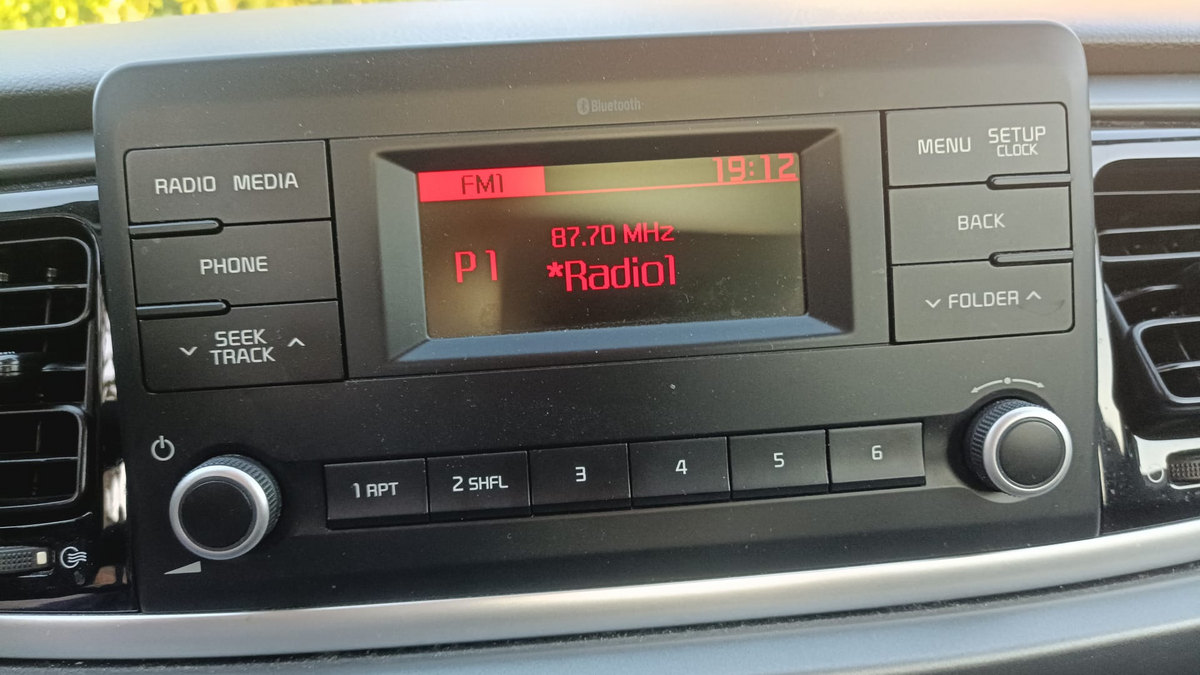 Bluetooth
RADIO MEDIA
PHONE
SEEK
TRACK
FM1 19:12
87.70 MHz
P1 *Radio1
MENU SETUP
CLOCK
BACK
FOLDER
1 RPT 2 SHFL 3 4 5 6